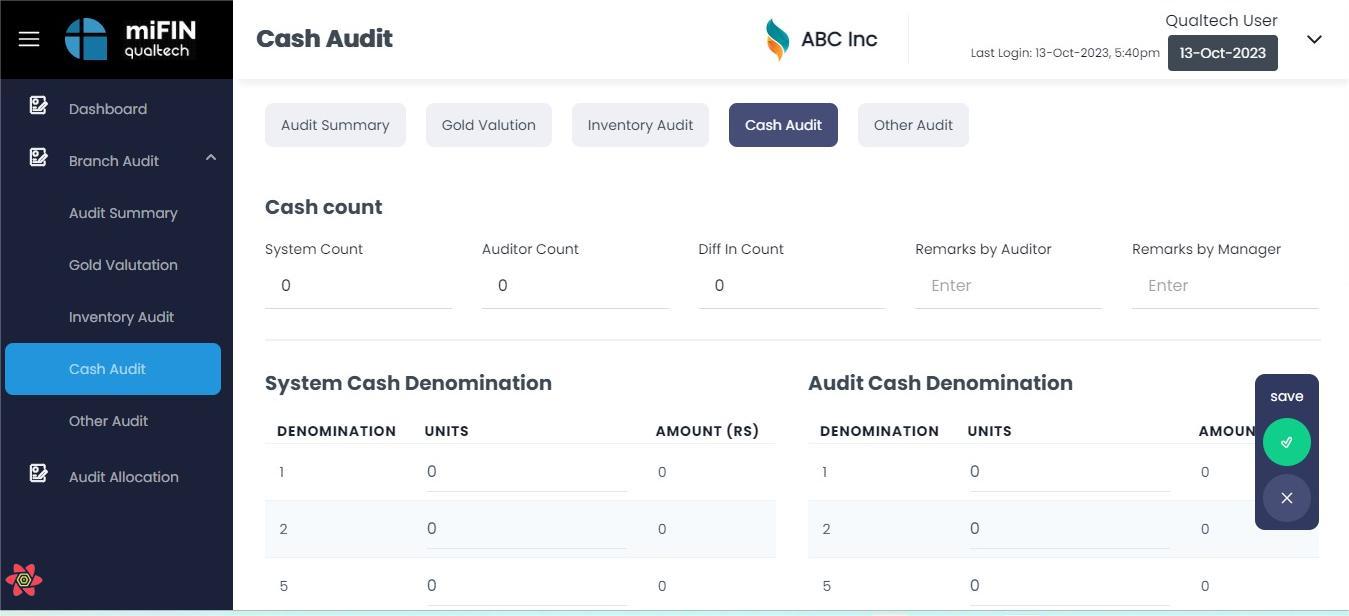 miFIN
qualtech
Cash Audit
ABC Inc
Qualtech User
Last Login: 13-Oct-2023, 5:40pm
13-Oct-2023
Dashboard
Branch Audit
Audit Summary
Gold Valutation
Inventory Audit
Cash Audit
Other Audit
Audit Allocation
Audit Summary Gold Valution Inventory Audit Cash Audit Other Audit
Cash count
System Count Auditor Count Diff In Count Remarks by Auditor Remarks by Manager
0 0 0 Enter Enter
System Cash Denomination
DENOMINATION UNITS AMOUNT (RS)
1 0 0
2 0 0
5 0 0
Audit Cash Denomination
DENOMINATION UNITS AMOUN
1 0 0
2 0 0
5 0 0
save